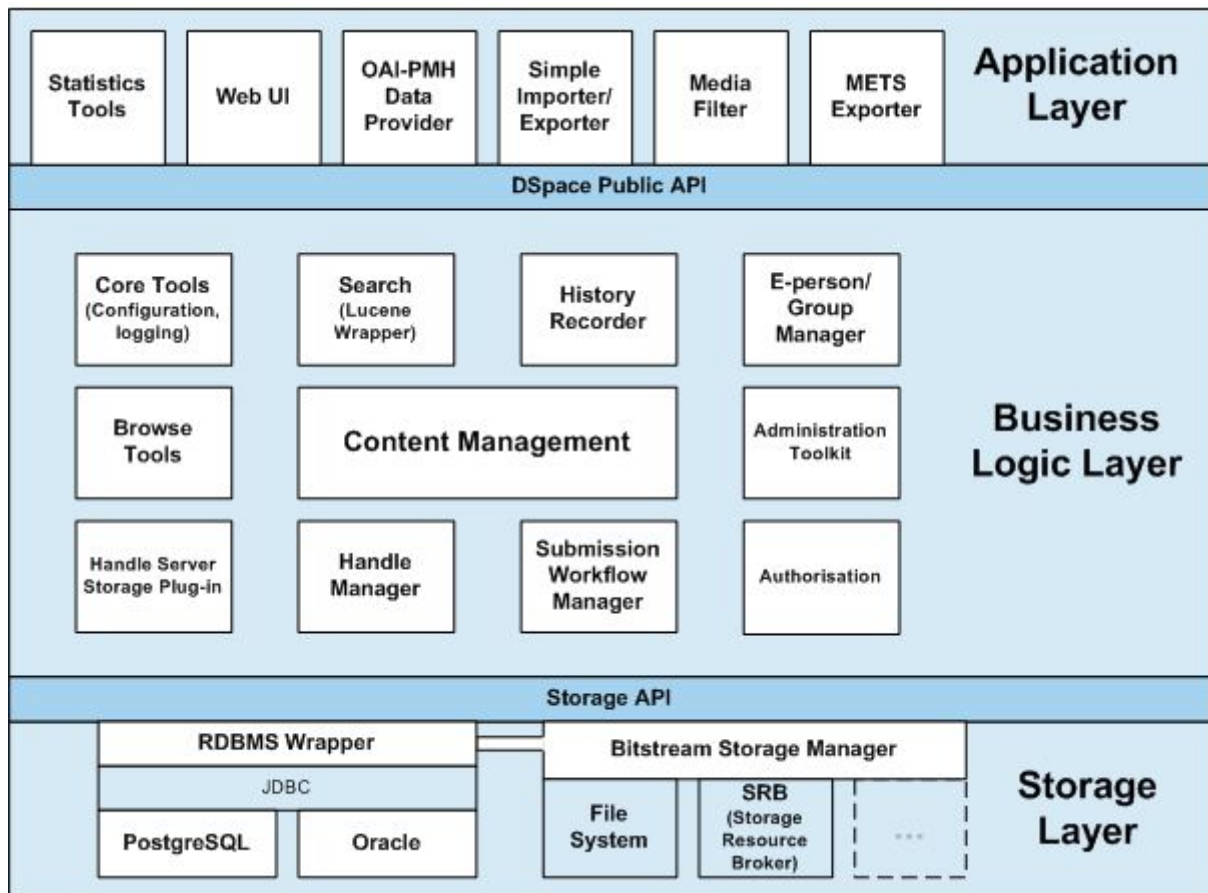 Statistics
Tools
Web UI
OAI-PMH
Data
Provider
Simple
Importer/
Exporter
Media
Filter
METS
Exporter
Application
Layer
DSpace Public API
Core Tools
(Configuration,
logging)
Search
(Lucene
Wrapper)
History
Recorder
E-person/
Group
Manager
Browse
Tools
Content Management
Administration
Toolkit
Business
Logic Layer
Handle Server
Storage Plug-in
Handle
Manager
Submission
Workflow
Manager
Authorisation
Storage API
RDBMS Wrapper
JDBC
PostgreSQL
Oracle
Bitstream Storage Manager
File
System
SRB
(Storage
Resource
Broker)
...
Storage
Layer